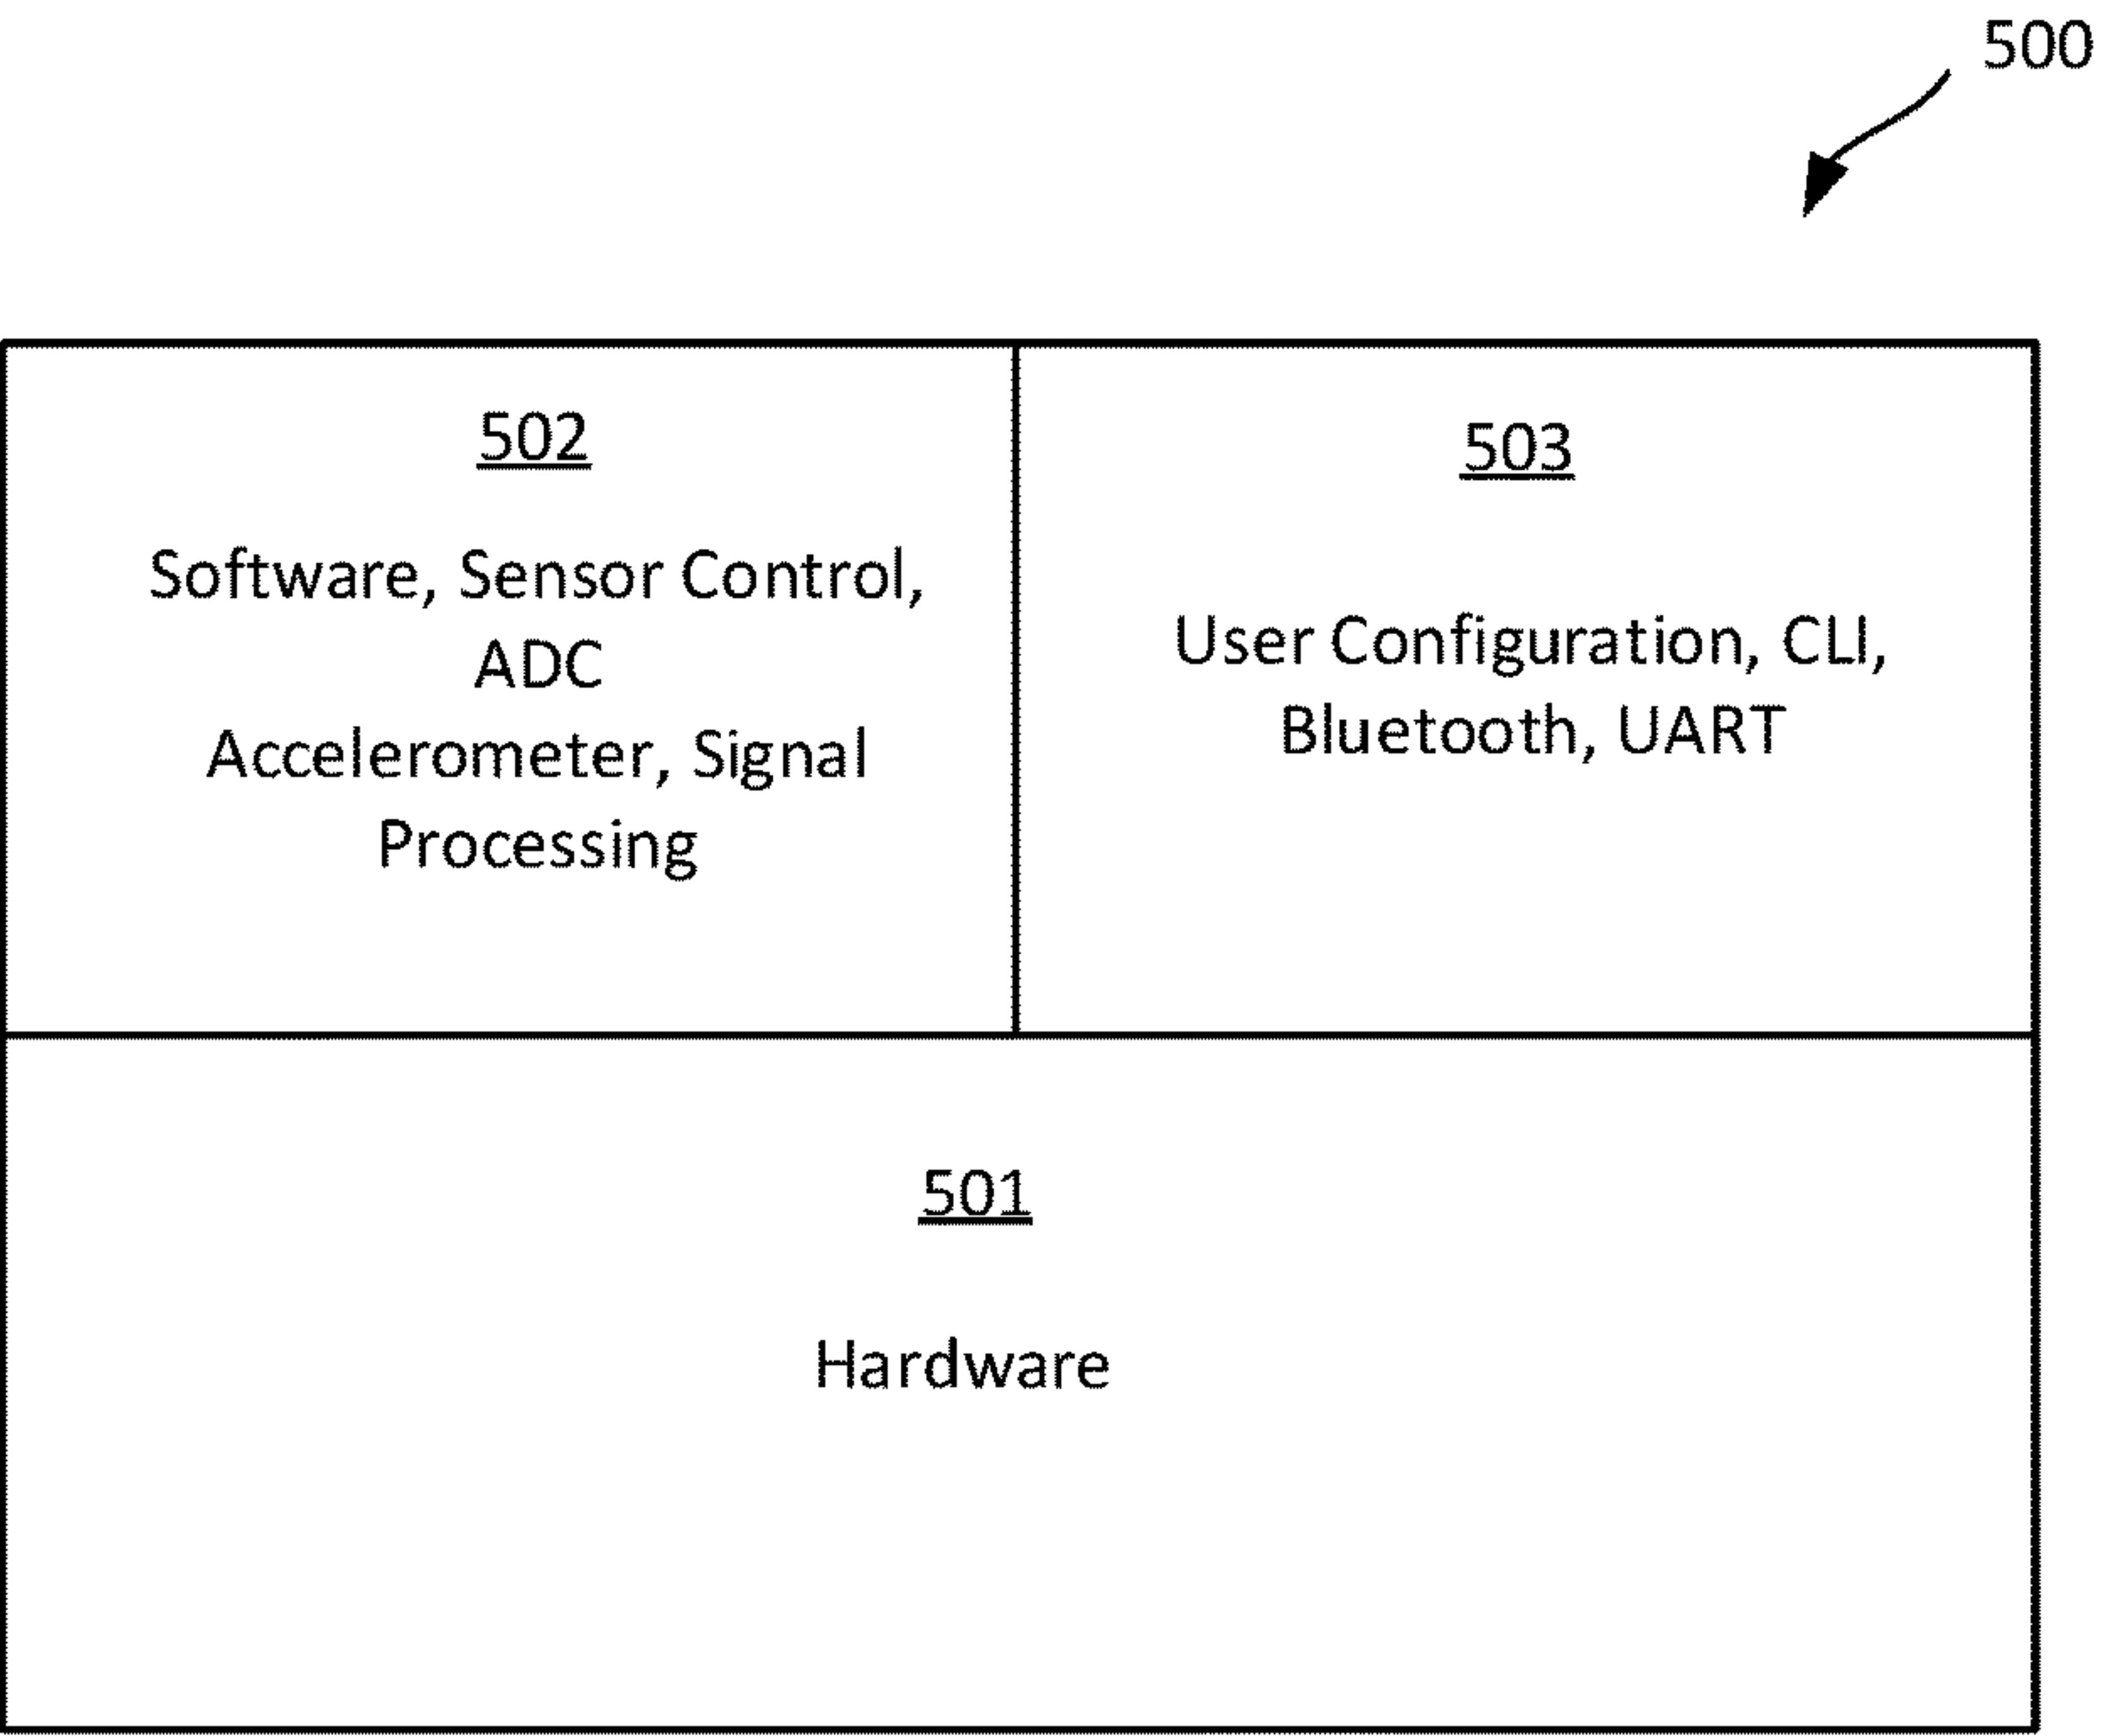 500
502
Software, Sensor Control,
ADC
Accelerometer, Signal
Processing
503
User Configuration, CLI,
Bluetooth, UART
501
Hardware